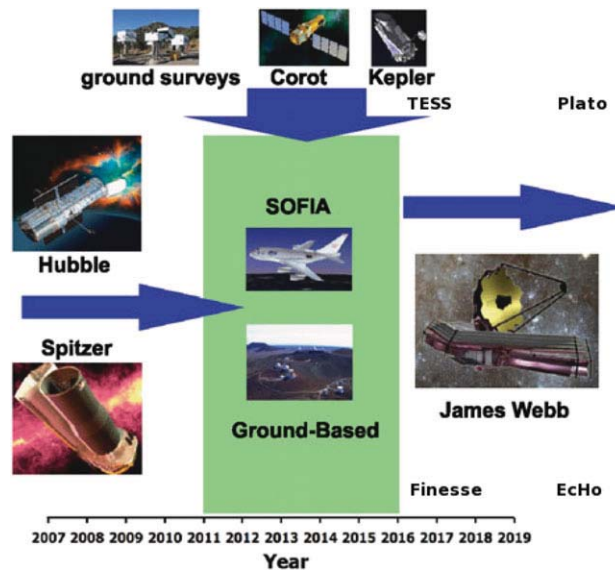 ground surveys
Corot
Kepler
TESS
Plato
SOFIA
Hubble
Spitzer
James Webb
Ground-Based
Finesse
EcHo
2007 2008 2009 2010 2011 2012 2013 2014 2015 2016 2017 2018 2019
Year